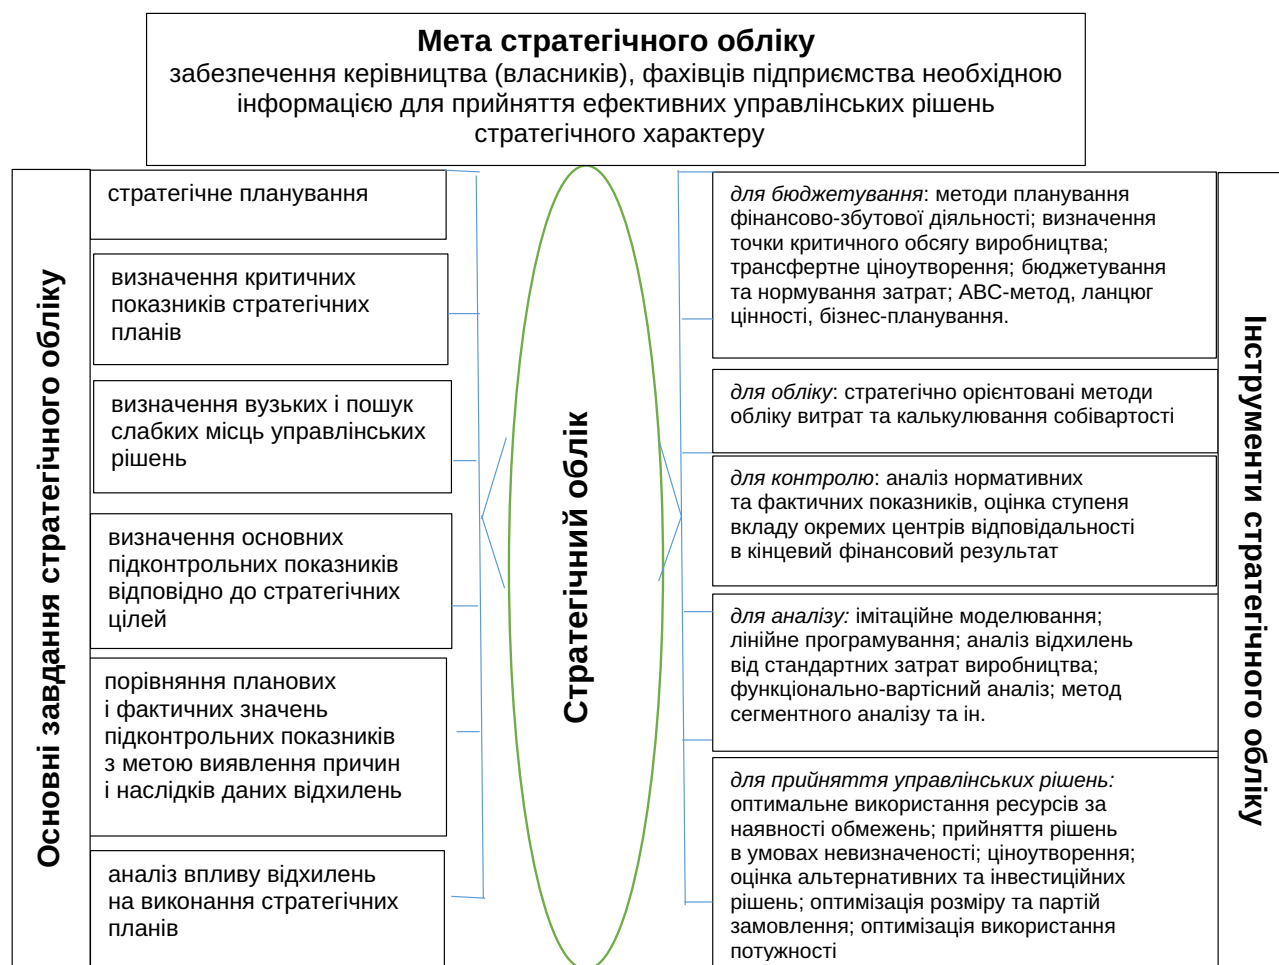 Мета стратегічного обліку
забезпечення керівництва (власників), фахівців підприємства необхідною
інформацією для прийняття ефективних управлінських рішень
стратегічного характеру
Основні завдання стратегічного обліку
стратегічне планування
визначення критичних
показників стратегічних
планів
визначення вузьких і пошук
слабких місць управлінських
рішень
визначення основних
підконтрольних показників
відповідно до стратегічних
цілей
порівняння планових
і фактичних значень
підконтрольних показників
з метою виявлення причин
і наслідків даних відхилень
аналіз впливу відхилень
на виконання стратегічних
планів
Стратегічний облік
для бюджетування: методи планування
фінансово-збутової діяльності; визначення
точки критичного обсягу виробництва;
трансфертне ціноутворення; бюджетування
та нормування затрат; АВС-метод, ланцюг
цінності, бізнес-планування.
для обліку: стратегічно орієнтовані методи
обліку витрат та калькулювання собівартості
для контролю: аналіз нормативних
та фактичних показників, оцінка ступеня
вкладу окремих центрів відповідальності
в кінцевий фінансовий результат
для аналізу: імітаційне моделювання;
лінійне програмування; аналіз відхилень
від стандартних затрат виробництва;
функціонально-вартісний аналіз; метод
сегментного аналізу та ін.
для прийняття управлінських рішень:
оптимальне використання ресурсів за
наявності обмежень; прийняття рішень
в умовах невизначеності; ціноутворення;
оцінка альтернативних та інвестиційних
рішень; оптимізація розміру та партій
замовлення; оптимізація використання
потужності
Інструменти стратегічного обліку